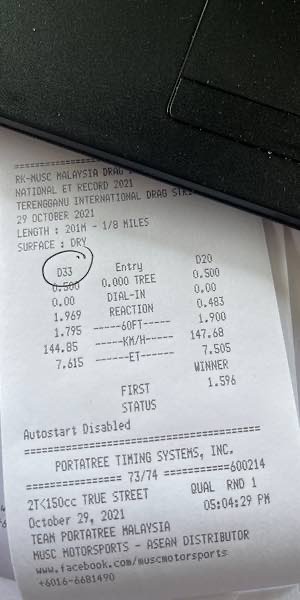 RK-MUSC MALAYSIA DRAG
NATIONAL ET RECORD 2021
TERENGGANU INTERNATIONAL DRAG STR
29 OCTOBER 2021
LENGTH : 201M - 1/8 MILES
SURFACE : DRY
D33 Entry D20
0.500 0.000 TREE 0.500
0.00 DIAL-IN 0.00
1.969 REACTION 0.483
1.795 -----60FT----- 1.900
144.85 -----KM/H----- 147.68
7.615 ------ET------ 7.505
WINNER
FIRST 1.596
STATUS
Autostart Disabled
PORTATREE TIMING SYSTEMS, INC.
================ 73/74 ===========600214
2T<150cc TRUE STREET QUAL RND 1
October 29, 2021 05:04:29 PM
TEAM PORTATREE MALAYSIA
MUSC MOTORSPORTS - ASEAN DISTRIBUTOR
www.facebook.com/muscmotorsports
+6016-6681490